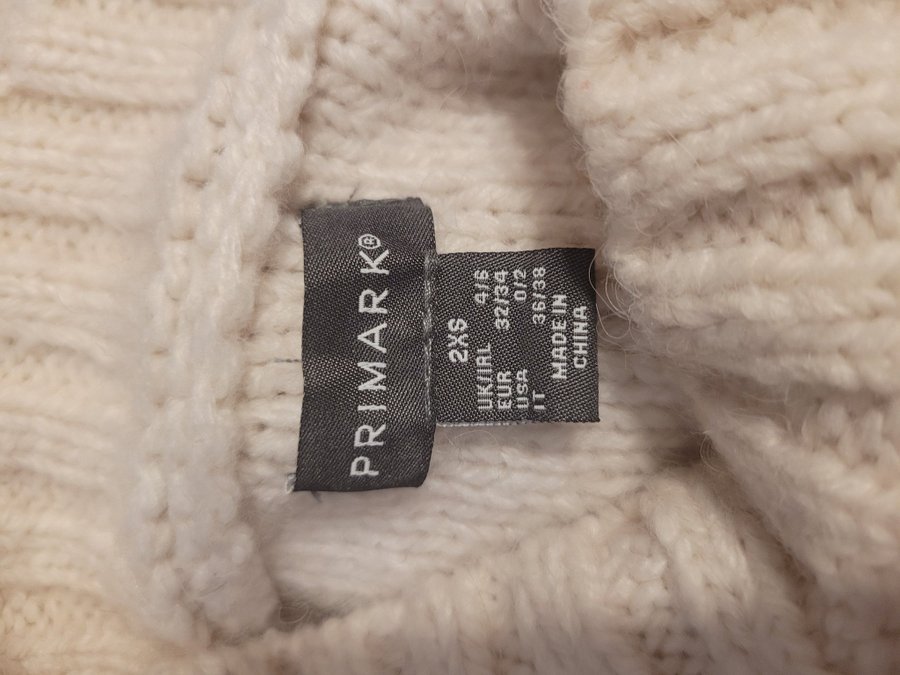 PRIMARK®
2XS
UK/IRL 4/6
EUR 32/34
USA 0/2
IT 36/38
MADE IN
CHINA